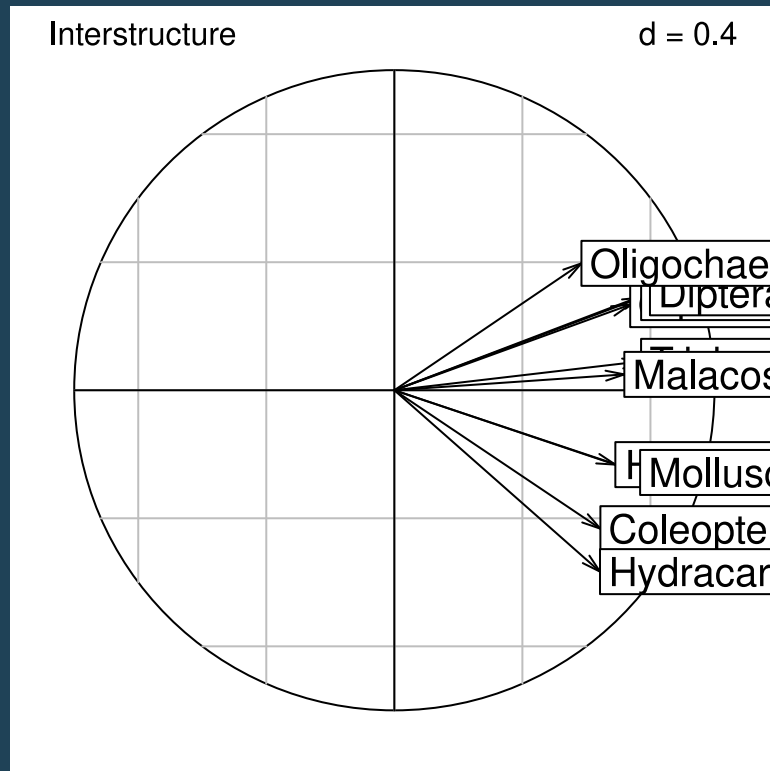 Interstructure
d = 0.4
Oligochae
Diptera
Malacos
H
Mollusc
Coleopte
Hydracar